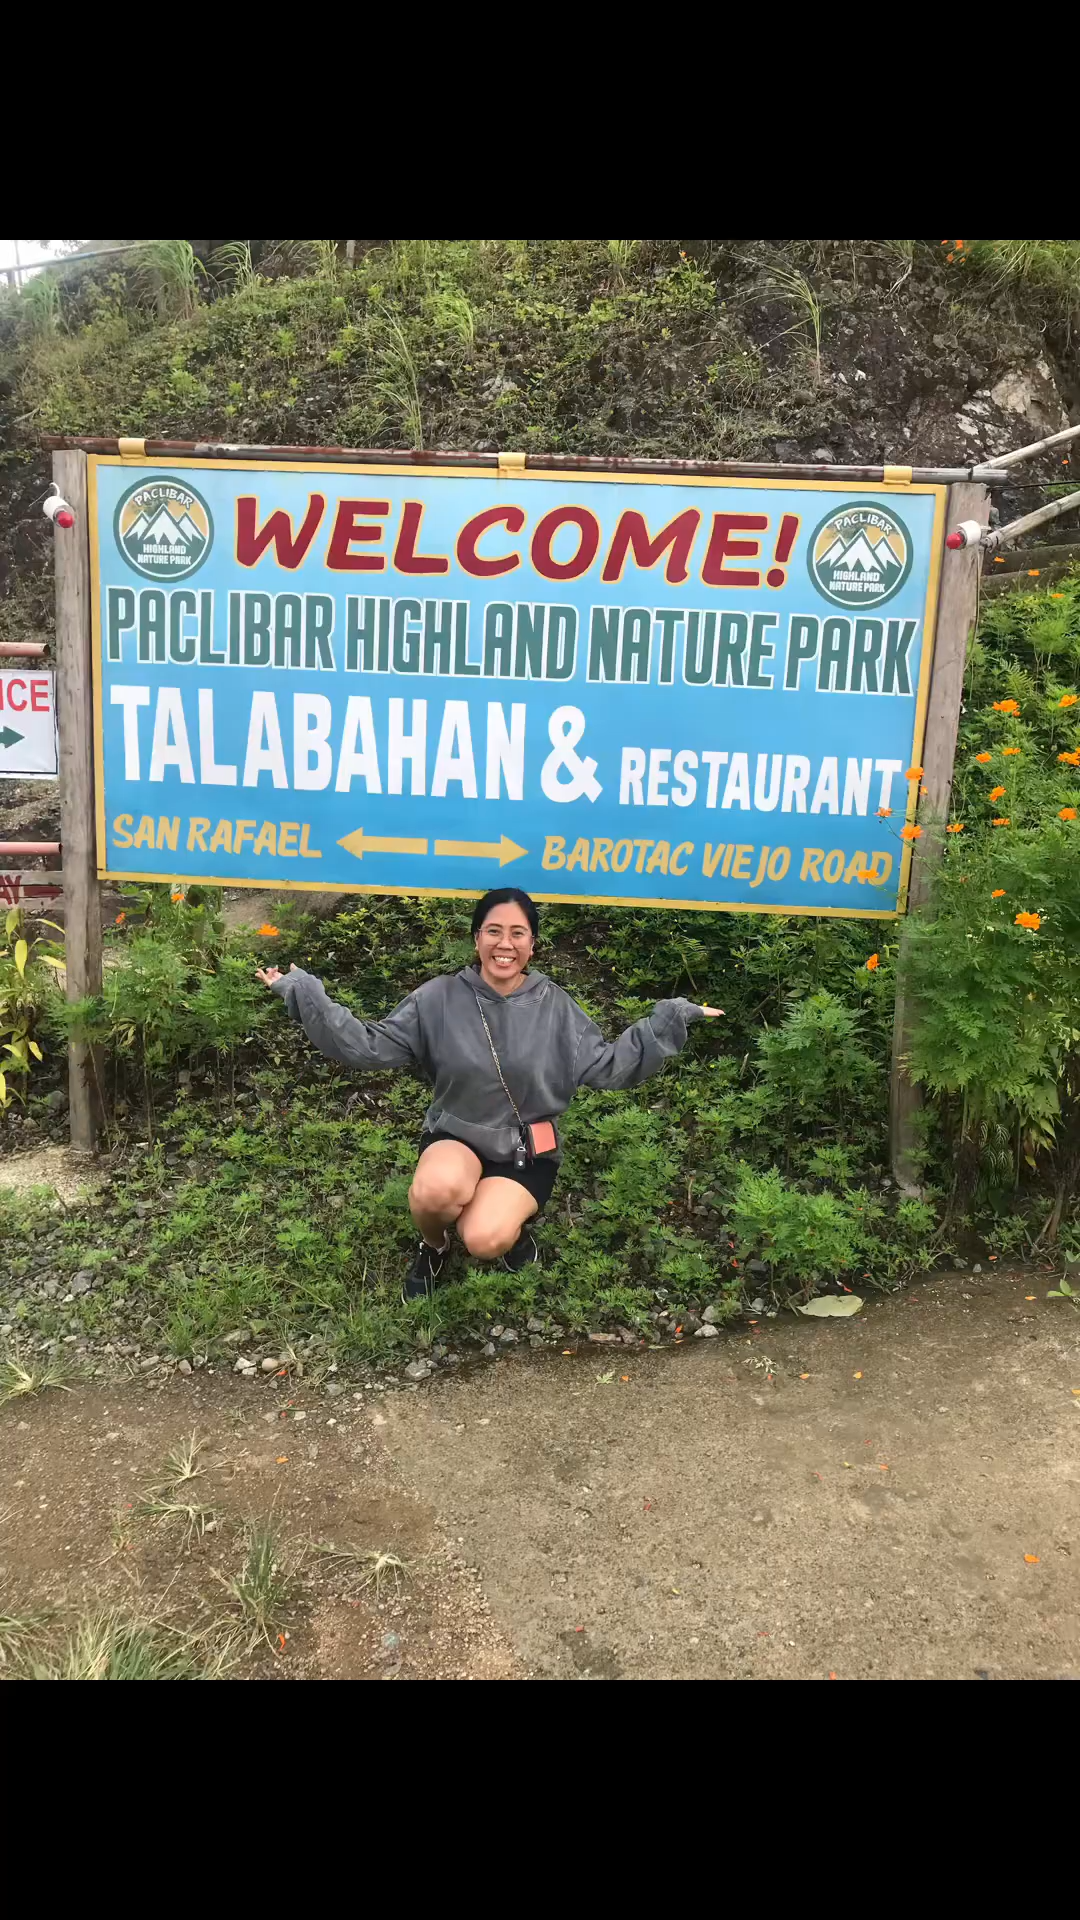 PACLIBAR
HIGHLAND
NATURE PARK
WELCOME!
PACLIBAR
HIGHLAND
NATURE PARK
PACLIBAR HIGHLAND NATURE PARK
TALABAHAN & RESTAURANT
SAN RAFAEL
BAROTAC VIEJO ROAD